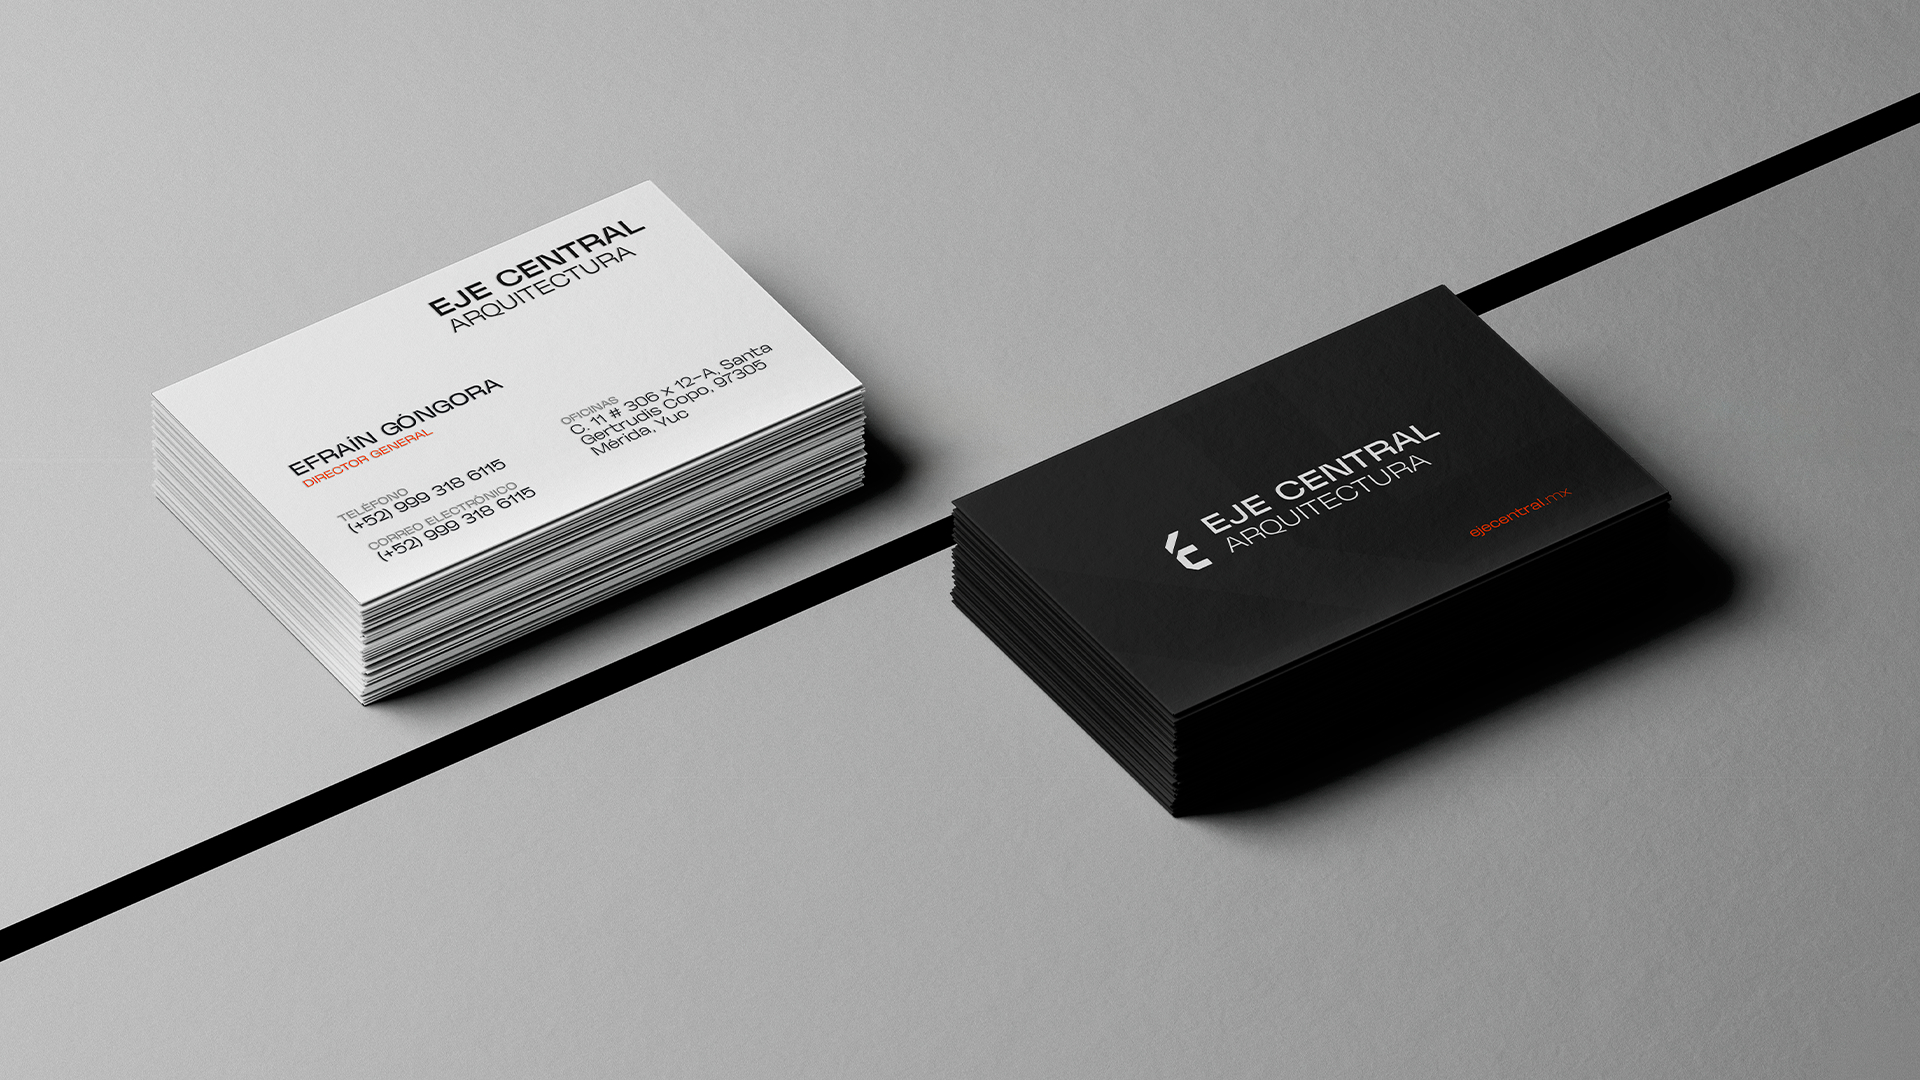 EJE CENTRAL
ARQUITECTURA
EFRAÍN GÓNGORA
DIRECTOR GENERAL
TELÉFONO
(+52) 999 318 6115
CORREO ELECTRÓNICO
(+52) 999 318 6115
OFICINAS
C. 11 # 306 x 12-A, Santa
Gertrudis Copo, 97305
Mérida, Yuc
EJE CENTRAL
ARQUITECTURA
ejecentral.mx